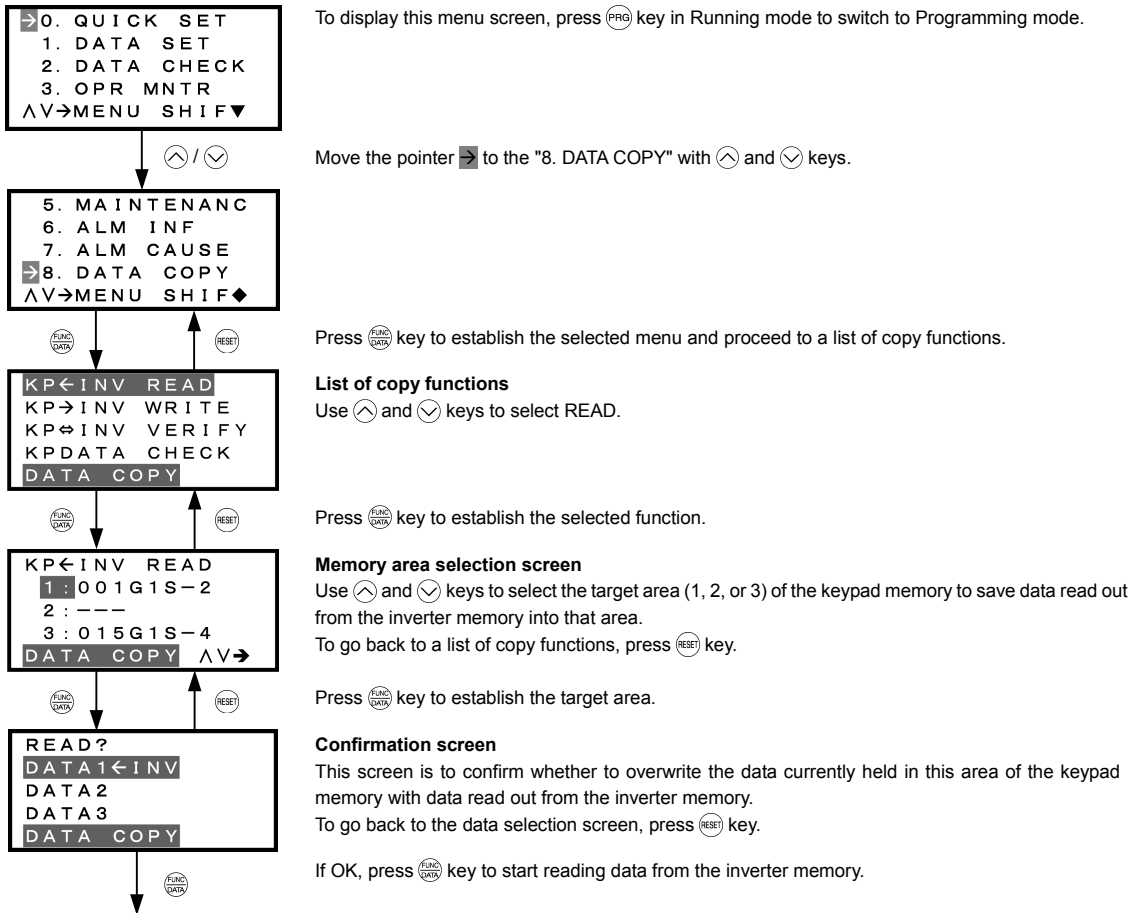 →0. QUICK SET
1. DATA SET
2. DATA CHECK
3. OPR MNTR
∧∨→MENU SHIF▼
To display this menu screen, press PRG key in Running mode to switch to Programming mode.
∧ / ∨
Move the pointer → to the "8. DATA COPY" with ∧ and ∨ keys.
5. MAINTENANC
6. ALM INF
7. ALM CAUSE
→8. DATA COPY
∧∨→MENU SHIF◆
FUNC DATA RESET
Press FUNC DATA key to establish the selected menu and proceed to a list of copy functions.
KP←INV READ
KP→INV WRITE
KP⇔INV VERIFY
KPDATA CHECK
DATA COPY
List of copy functions
Use ∧ and ∨ keys to select READ.
FUNC DATA RESET
Press FUNC DATA key to establish the selected function.
KP←INV READ
1:001G1S-2
2:---
3:015G1S-4
DATA COPY ∧∨→
Memory area selection screen
Use ∧ and ∨ keys to select the target area (1, 2, or 3) of the keypad memory to save data read out
from the inverter memory into that area.
To go back to a list of copy functions, press RESET key.
FUNC DATA RESET
Press FUNC DATA key to establish the target area.
READ?
DATA1←INV
DATA2
DATA3
DATA COPY
Confirmation screen
This screen is to confirm whether to overwrite the data currently held in this area of the keypad
memory with data read out from the inverter memory.
To go back to the data selection screen, press RESET key.
FUNC DATA
If OK, press FUNC DATA key to start reading data from the inverter memory.